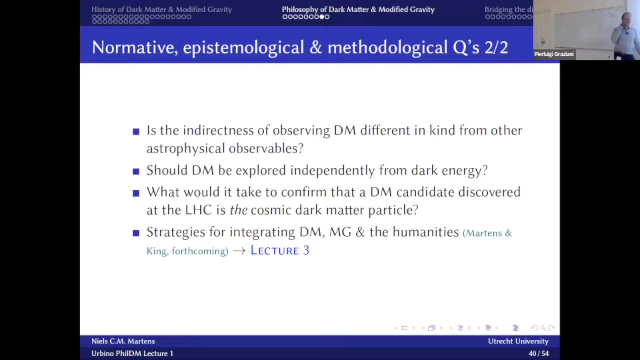 History of Dark Matter & Modified Gravity
Philosophy of Dark Matter & Modified Gravity
Bridging the di
Normative, epistemological & methodological Q's 2/2
Pierluigi Graziani
Is the indirectness of observing DM different in kind from other
astrophysical observables?
Should DM be explored independently from dark energy?
What would it take to confirm that a DM candidate discovered
at the LHC is the cosmic dark matter particle?
Strategies for integrating DM, MG & the humanities (Martens &
King, forthcoming) → LECTURE 3
Niels C.M. Martens
Utrecht University
Urbino PhilDM Lecture 1
40 / 54